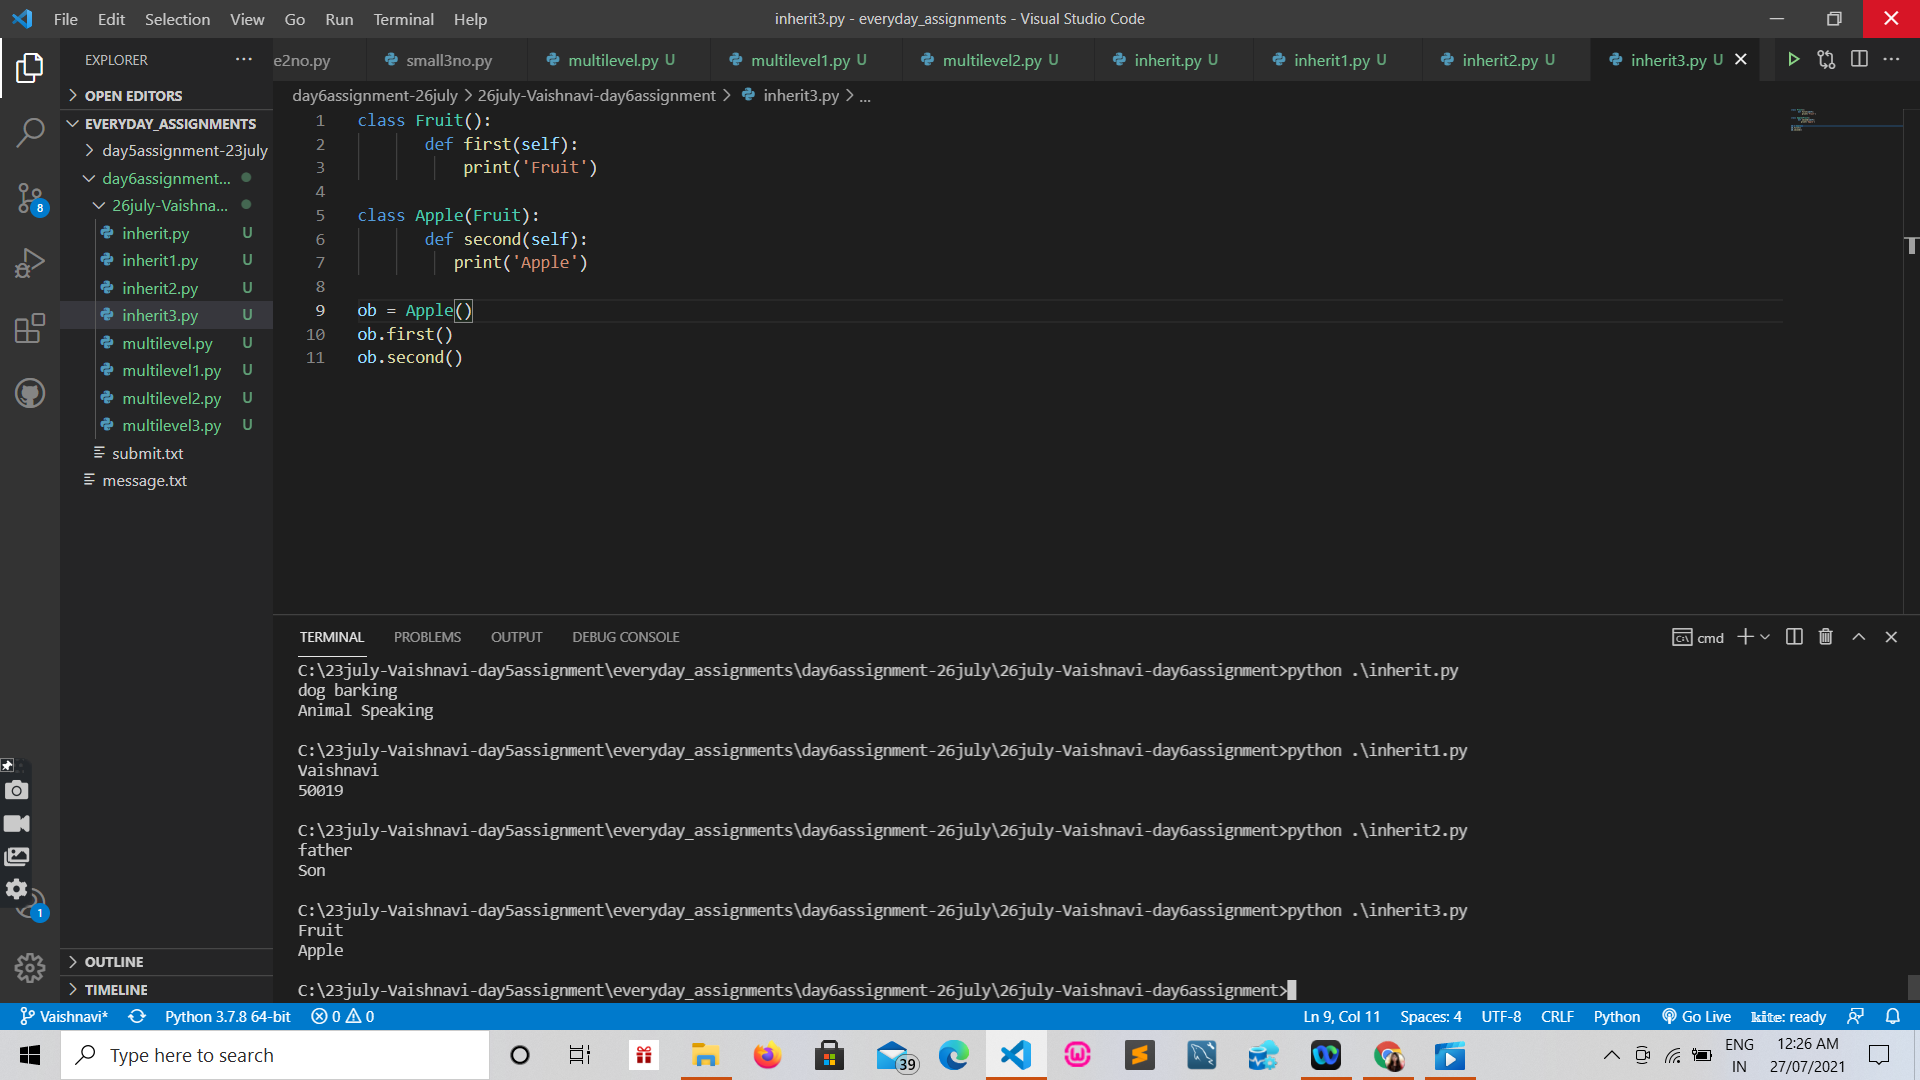 File Edit Selection View Go Run Terminal Help
inherit3.py - everyday_assignments - Visual Studio Code
EXPLORER
e2no.py small3no.py multilevel.py U multilevel1.py U multilevel2.py U inherit.py U inherit1.py U inherit2.py U inherit3.py U
OPEN EDITORS
EVERYDAY_ASSIGNMENTS
day5assignment-23july
day6assignment...
26july-Vaishna...
inherit.py U
inherit1.py U
inherit2.py U
inherit3.py U
multilevel.py U
multilevel1.py U
multilevel2.py U
multilevel3.py U
submit.txt
message.txt
OUTLINE
TIMELINE
8
1
day6assignment-26july > 26july-Vaishnavi-day6assignment > inherit3.py > ...
1 class Fruit():
2 def first(self):
3 print('Fruit')
4
5 class Apple(Fruit):
6 def second(self):
7 print('Apple')
8
9 ob = Apple()
10 ob.first()
11 ob.second()
TERMINAL PROBLEMS OUTPUT DEBUG CONSOLE
cmd
C:\23july-Vaishnavi-day5assignment\everyday_assignments\day6assignment-26july\26july-Vaishnavi-day6assignment>python .\inherit.py
dog barking
Animal Speaking
C:\23july-Vaishnavi-day5assignment\everyday_assignments\day6assignment-26july\26july-Vaishnavi-day6assignment>python .\inherit1.py
Vaishnavi
50019
C:\23july-Vaishnavi-day5assignment\everyday_assignments\day6assignment-26july\26july-Vaishnavi-day6assignment>python .\inherit2.py
father
Son
C:\23july-Vaishnavi-day5assignment\everyday_assignments\day6assignment-26july\26july-Vaishnavi-day6assignment>python .\inherit3.py
Fruit
Apple
C:\23july-Vaishnavi-day5assignment\everyday_assignments\day6assignment-26july\26july-Vaishnavi-day6assignment>
Vaishnavi* Python 3.7.8 64-bit 0 0
Ln 9, Col 11 Spaces: 4 UTF-8 CRLF Python Go Live kite: ready
Type here to search
39
ENG
IN
12:26 AM
27/07/2021